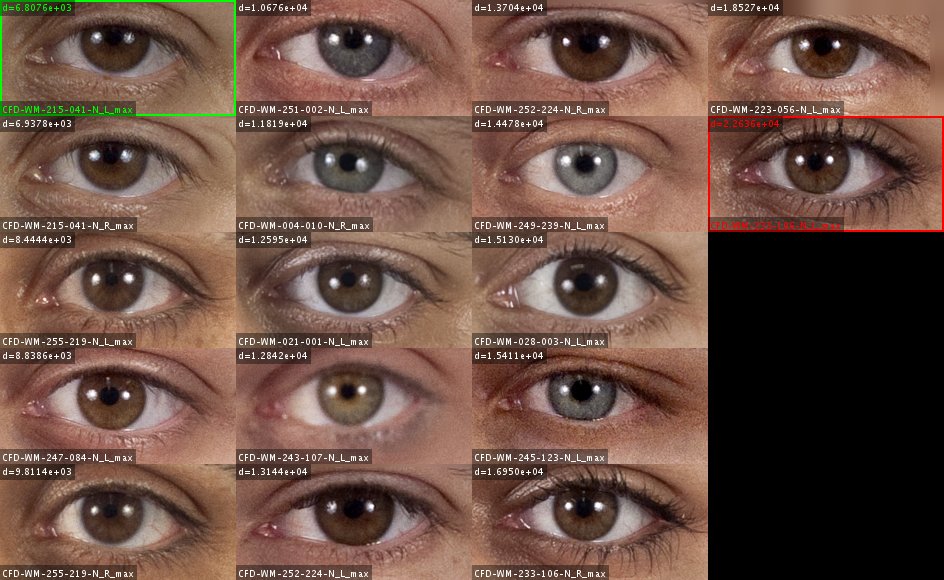 d=6.8076e+03
CFD-WM-215-041-N_L_max
d=1.0676e+04
CFD-WM-251-002-N_L_max
d=1.3704e+04
CFD-WM-252-224-N_R_max
d=1.8527e+04
CFD-WM-223-056-N_L_max
d=6.9378e+03
CFD-WM-215-041-N_R_max
d=1.1819e+04
CFD-WM-004-010-N_R_max
d=1.4478e+04
CFD-WM-249-239-N_L_max
d=2.2636e+04
d=8.4444e+03
CFD-WM-255-219-N_L_max
d=1.2595e+04
CFD-WM-021-001-N_L_max
d=1.5130e+04
CFD-WM-028-003-N_L_max
d=8.8386e+03
CFD-WM-247-084-N_L_max
d=1.2842e+04
CFD-WM-243-107-N_L_max
d=1.5411e+04
CFD-WM-245-123-N_L_max
d=9.8114e+03
CFD-WM-255-219-N_R_max
d=1.3144e+04
CFD-WM-252-224-N_L_max
d=1.6950e+04
CFD-WM-233-106-N_R_max